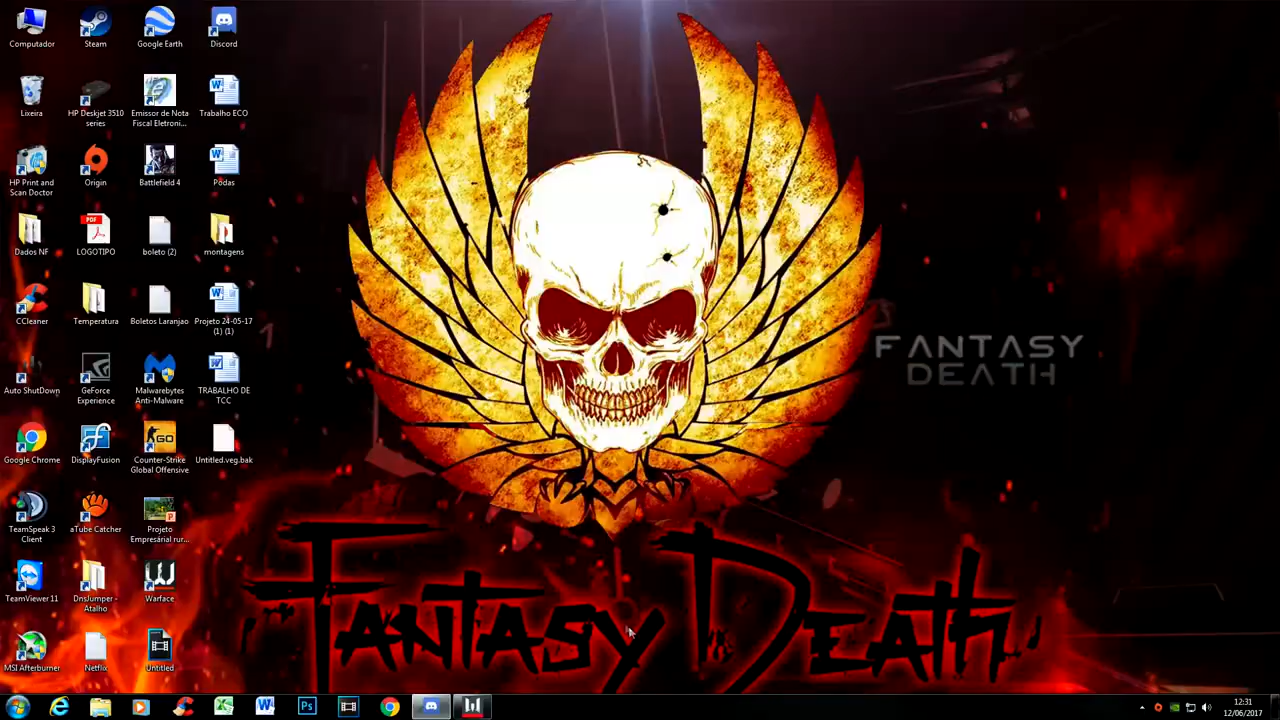 Computador
Steam
Google Earth
Discord
Lixeira
HP Deskjet 3510
series
Emissor de Nota
Fiscal Eletroni...
Trabalho ECO
HP Print and
Scan Doctor
Origin
Battlefield 4
Podas
Dados NF
LOGOTIPO
boleto (2)
montagens
CCleaner
Temperatura
Boletos Laranjao
Projeto 24-05-17
(1) (1)
Auto ShutDown
GeForce
Experience
Malwarebytes
Anti-Malware
TRABALHO DE
TCC
Google Chrome
DisplayFusion
Counter-Strike
Global Offensive
Untitled.veg.bak
TeamSpeak 3
Client
aTube Catcher
Projeto
Empresárial rur...
TeamViewer 11
DnsJumper -
Atalho
Warface
MSI Afterburner
Netflix
Untitled
PDF
GO
FANTASY
DEATH
Fantasy Death
Ps
12:31
12/06/2017